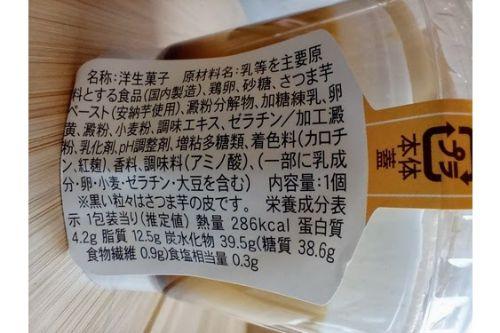 名称:洋生菓子 原材料名:乳等を主要原
料とする食品(国内製造)、鶏卵、砂糖、さつま芋
ペースト(安納芋使用)、澱粉分解物、加糖練乳、卵
黄、澱粉、小麦粉、調味エキス、ゼラチン/加工澱
粉、乳化剤、pH調整剤、増粘多糖類、着色料(カロチ
ン、紅麹)、香料、調味料(アミノ酸)、(一部に乳成
分・卵・小麦・ゼラチン・大豆を含む) 内容量:1個
※黒い粒々はさつま芋の皮です。 栄養成分表
示 1包装当り(推定値) 熱量 286kcal 蛋白質
4.2g 脂質 12.5g 炭水化物 39.5g(糖質 38.6g
食物繊維 0.9g)食塩相当量 0.3g
プラ
本体
蓋